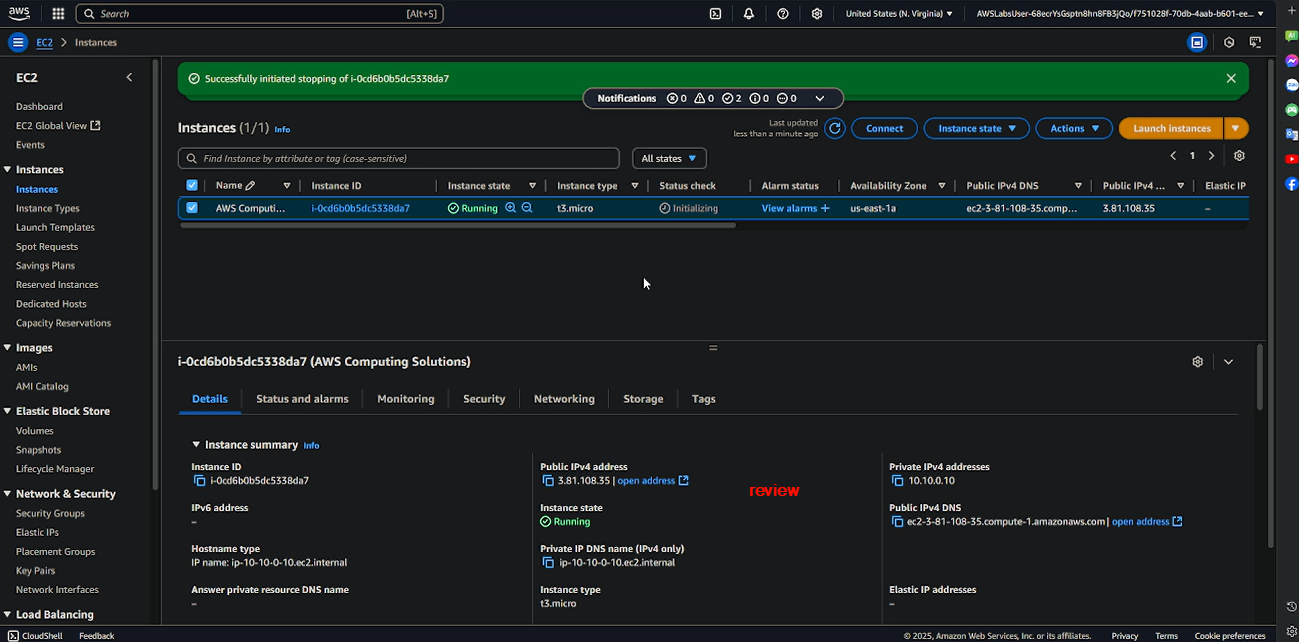 aws
Search [Alt+S]
United States (N. Virginia)
EC2
Instances
Successfully initiated stopping of i-0cd6b0b5dc5338da7
Notifications 0 0 2 0 0
EC2
Dashboard
EC2 Global View
Events
Instances
Instances
Instance Types
Launch Templates
Spot Requests
Savings Plans
Reserved Instances
Dedicated Hosts
Capacity Reservations
Images
AMIs
AMI Catalog
Elastic Block Store
Volumes
Snapshots
Lifecycle Manager
Network & Security
Security Groups
Elastic IPs
Placement Groups
Key Pairs
Network Interfaces
Load Balancing
Instances (1/1) Info
Last updated
less than a minute ago
Connect
Instance state
Actions
Launch instances
Find Instance by attribute or tag (case-sensitive)
All states
1
Name Instance ID Instance state Instance type Status check Alarm status Availability Zone Public IPv4 DNS Public IPv4 ... Elastic IP
AWS Computi... i-0cd6b0b5dc5338da7 Running t3.micro Initializing View alarms + us-east-1a ec2-3-81-108-35.comp... 3.81.108.35 –
i-0cd6b0b5dc5338da7 (AWS Computing Solutions)
Details Status and alarms Monitoring Security Networking Storage Tags
Instance summary Info
Instance ID
i-0cd6b0b5dc5338da7
Public IPv4 address
3.81.108.35 | open address
Private IPv4 addresses
10.10.0.10
review
IPv6 address
–
Instance state
Running
Public IPv4 DNS
ec2-3-81-108-35.compute-1.amazonaws.com | open address
Hostname type
IP name: ip-10-10-0-10.ec2.internal
Private IP DNS name (IPv4 only)
ip-10-10-0-10.ec2.internal
Answer private resource DNS name
–
Instance type
t3.micro
Elastic IP addresses
–
CloudShell Feedback
© 2025, Amazon Web Services, Inc. or its affiliates. Privacy Terms Cookie preferences